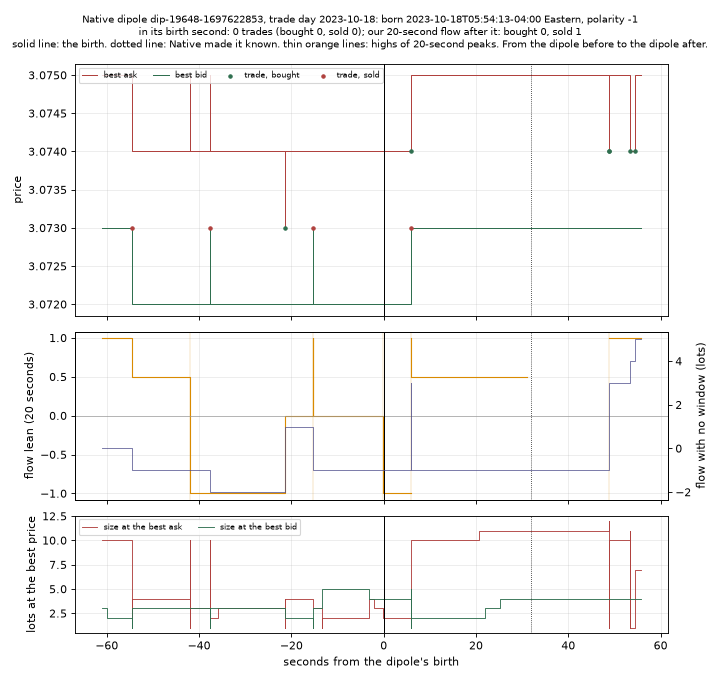 Native dipole dip-19648-1697622853, trade day 2023-10-18: born 2023-10-18T05:54:13-04:00 Eastern, polarity -1
in its birth second: 0 trades (bought 0, sold 0); our 20-second flow after it: bought 0, sold 1
solid line: the birth. dotted line: Native made it known. thin orange lines: highs of 20-second peaks. From the dipole before to the dipole after.
best ask best bid trade, bought trade, sold
3.0750
3.0745
3.0740
3.0735
3.0730
3.0725
3.0720
price
1.0
0.5
0.0
−0.5
−1.0
flow lean (20 seconds)
4
2
0
−2
flow with no window (lots)
size at the best ask size at the best bid
12.5
10.0
7.5
5.0
2.5
lots at the best price
−60 −40 −20 0 20 40 60
seconds from the dipole's birth